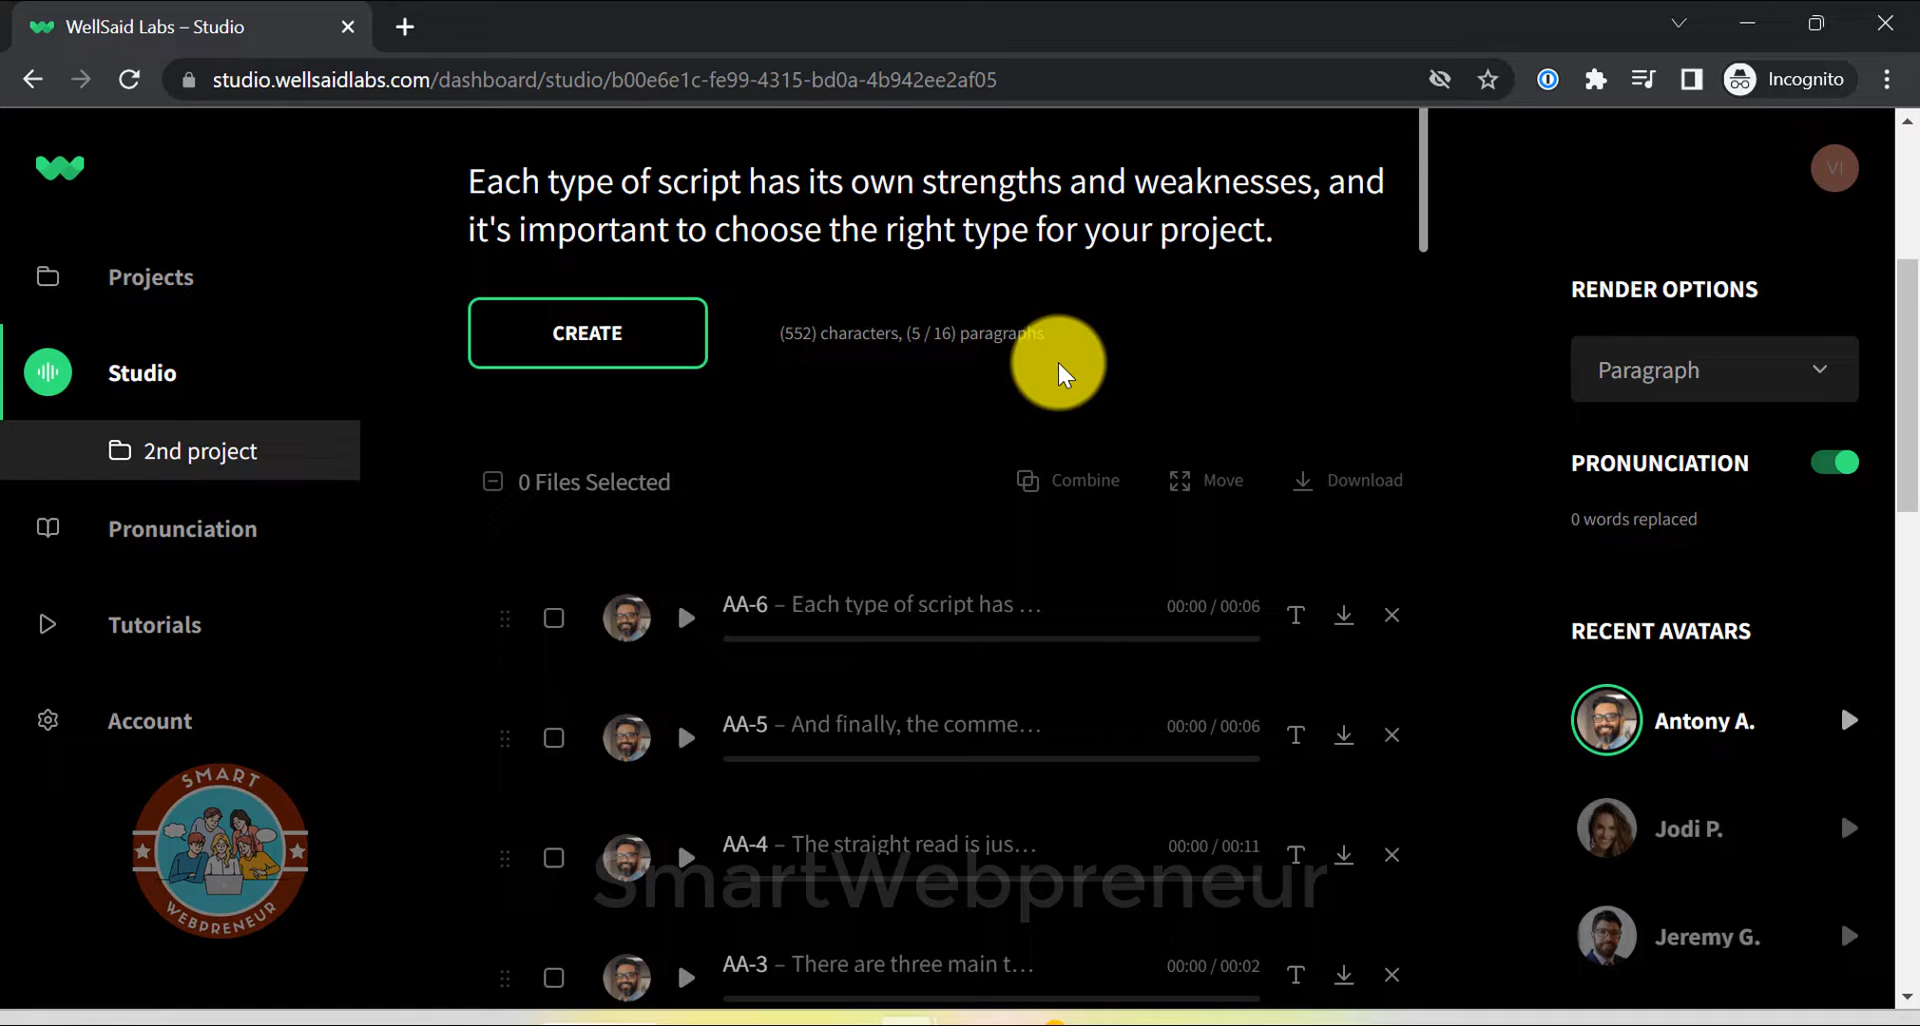 WellSaid Labs – Studio
studio.wellsaidlabs.com/dashboard/studio/b00e6e1c-fe99-4315-bd0a-4b942ee2af05
Incognito
VI
Projects
Studio
2nd project
Pronunciation
Tutorials
Account
SMART
WEBPRENEUR
Each type of script has its own strengths and weaknesses, and
it's important to choose the right type for your project.
CREATE
(552) characters, (5 / 16) paragraphs
0 Files Selected
Combine
Move
Download
AA-6 – Each type of script has ...
00:00 / 00:06
AA-5 – And finally, the comme...
00:00 / 00:06
AA-4 – The straight read is jus...
00:00 / 00:11
SmartWebpreneur
AA-3 – There are three main t...
00:00 / 00:02
RENDER OPTIONS
Paragraph
PRONUNCIATION
0 words replaced
RECENT AVATARS
Antony A.
Jodi P.
Jeremy G.